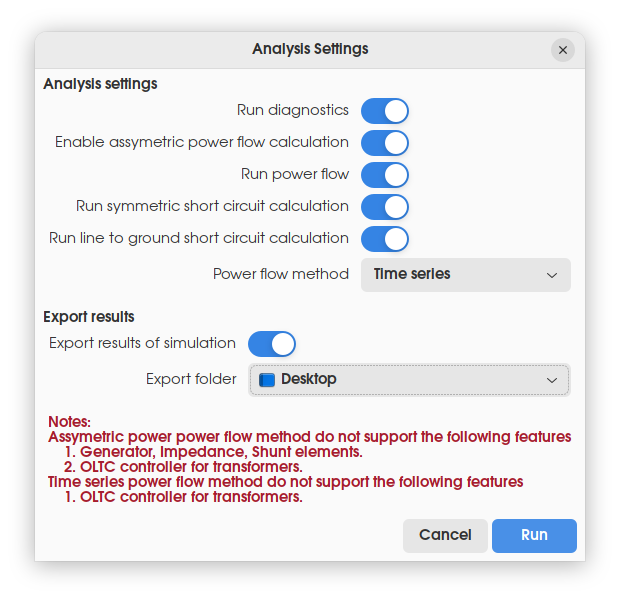 Analysis Settings
Analysis settings
Run diagnostics
Enable assymetric power flow calculation
Run power flow
Run symmetric short circuit calculation
Run line to ground short circuit calculation
Power flow method Time series
Export results
Export results of simulation
Export folder Desktop
Notes:
Assymetric power power flow method do not support the following features
1. Generator, Impedance, Shunt elements.
2. OLTC controller for transformers.
Time series power flow method do not support the following features
1. OLTC controller for transformers.
Cancel Run